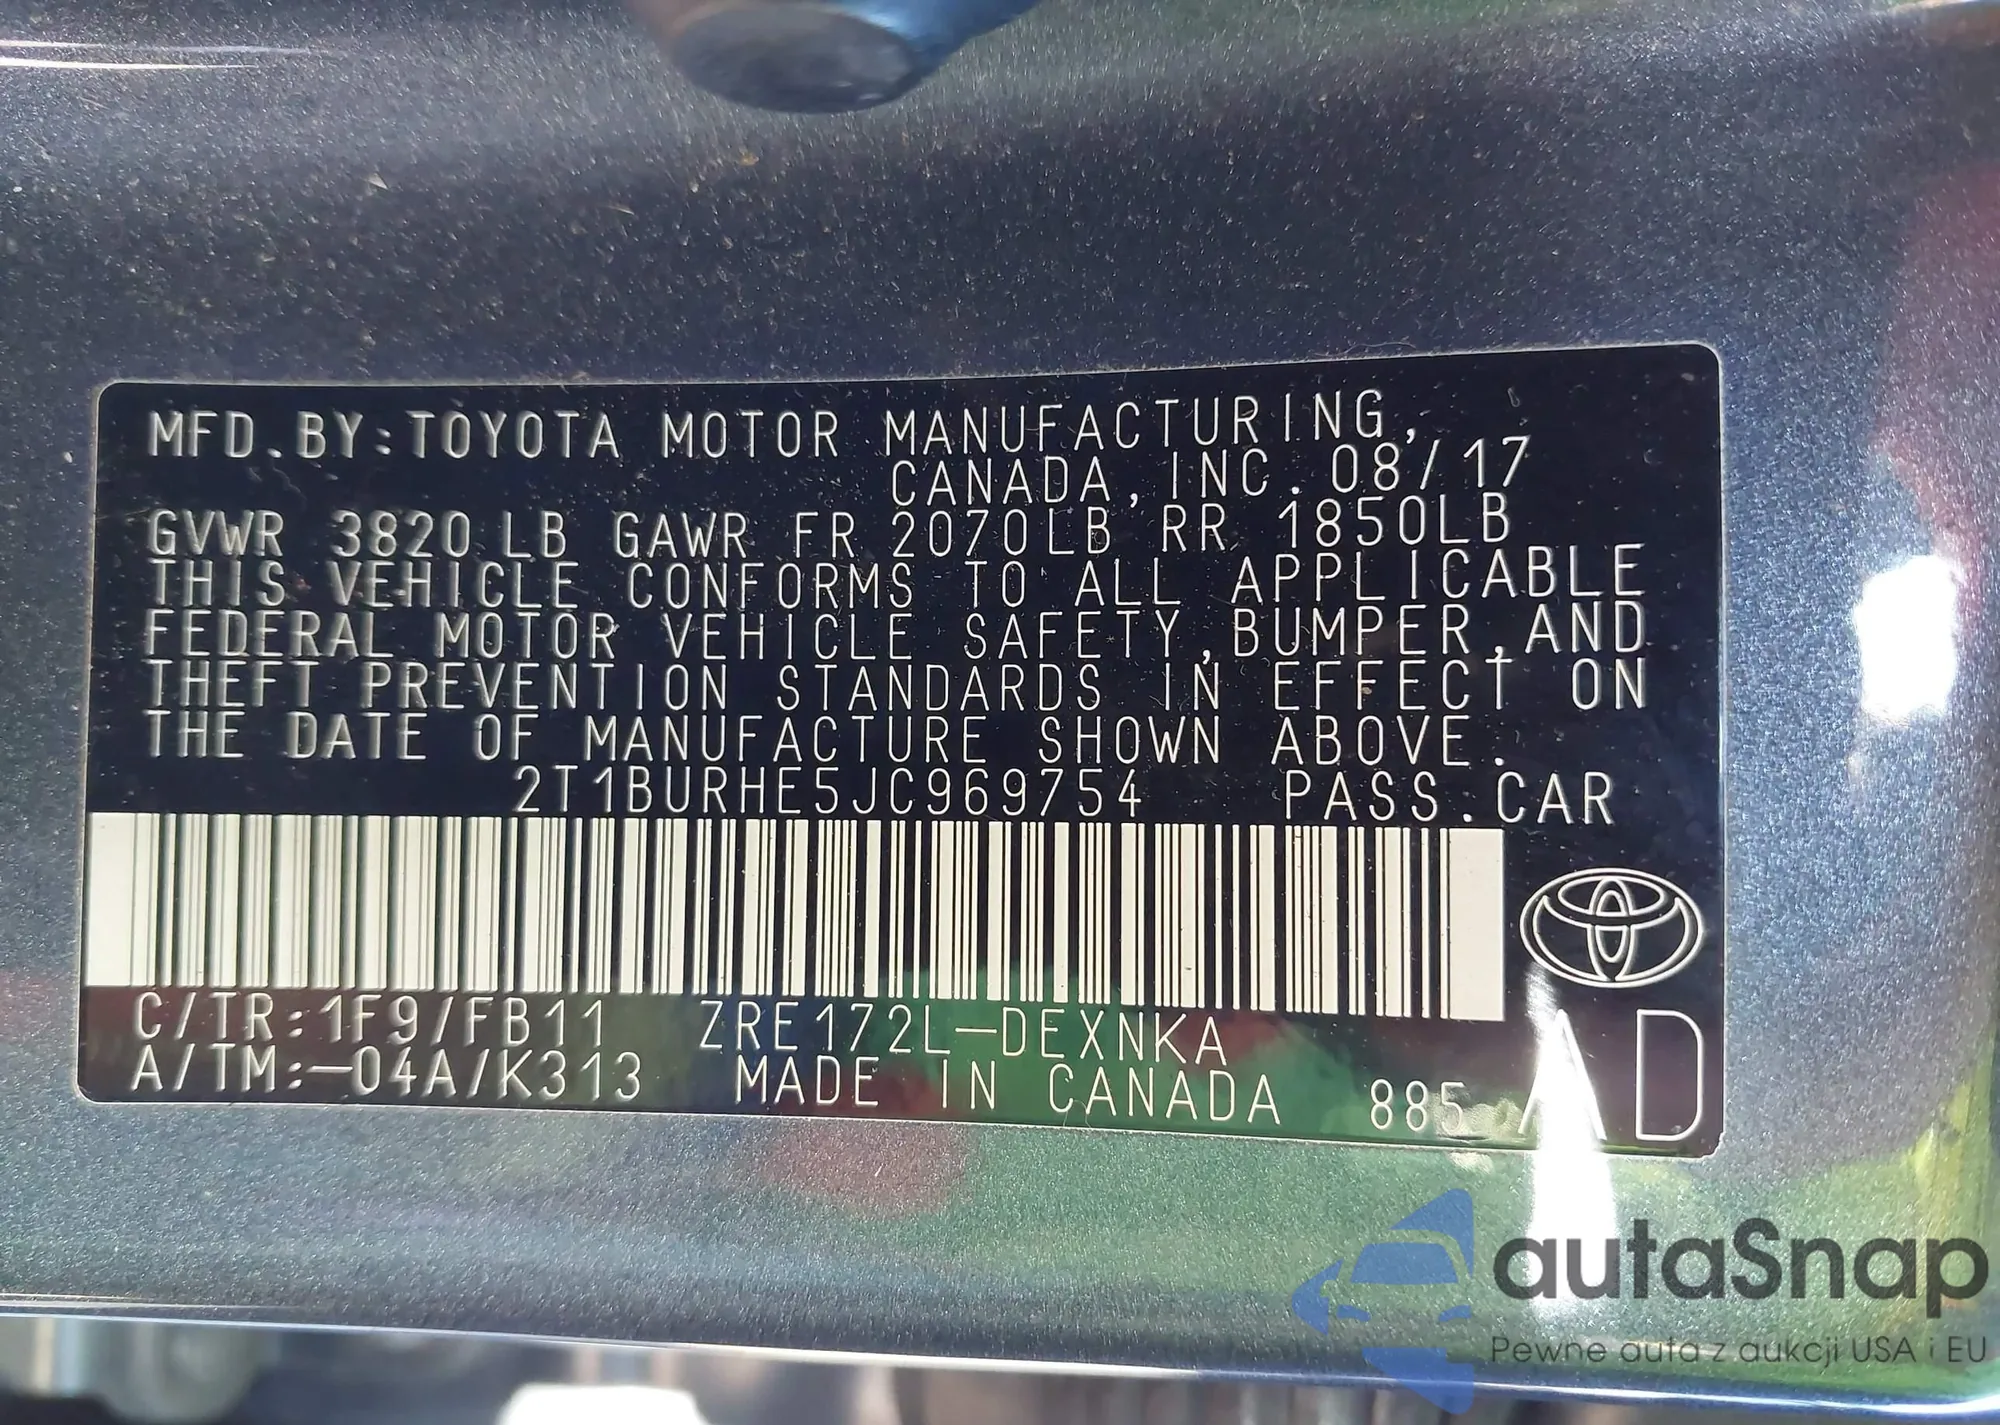 MFD.BY:TOYOTA MOTOR MANUFACTURING,
CANADA,INC. 08/17
GVWR 3820LB GAWR FR 2070LB RR 1850LB
THIS VEHICLE CONFORMS TO ALL APPLICABLE
FEDERAL MOTOR VEHICLE SAFETY,BUMPER,AND
THEFT PREVENTION STANDARDS IN EFFECT ON
THE DATE OF MANUFACTURE SHOWN ABOVE.
2T1BURHE5JC969754 PASS.CAR
C/TR:1F9/FB11 ZRE172L-DEXNKA
A/TM:-04A/K313 MADE IN CANADA 885 AD
autaSnap
Pewne auta z aukcji USA i EU